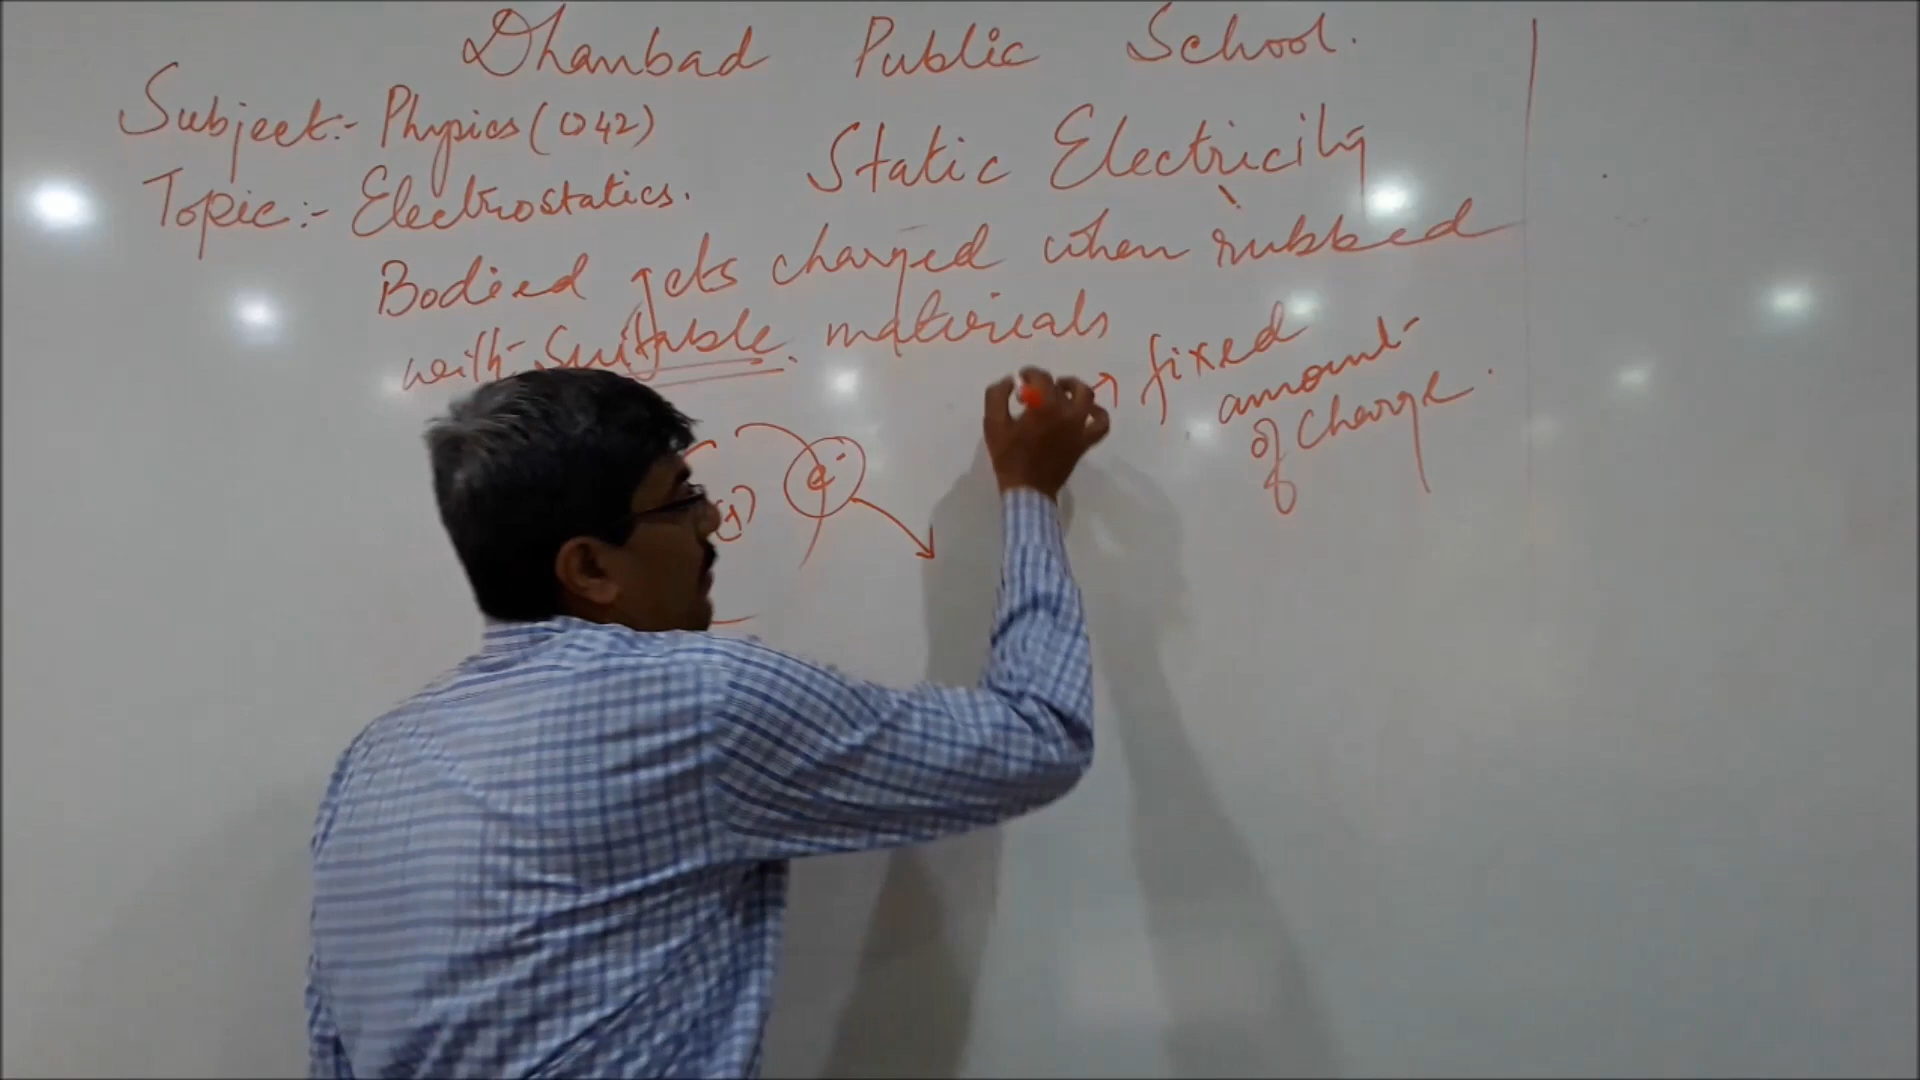 Dhanbad Public School.
Subject:- Physics (042)
Topic:- Electrostatics.
Static Electricity
Bodied gets charged when rubbed
with suitable materials
fixed
amount
of charge.
(+)
e-